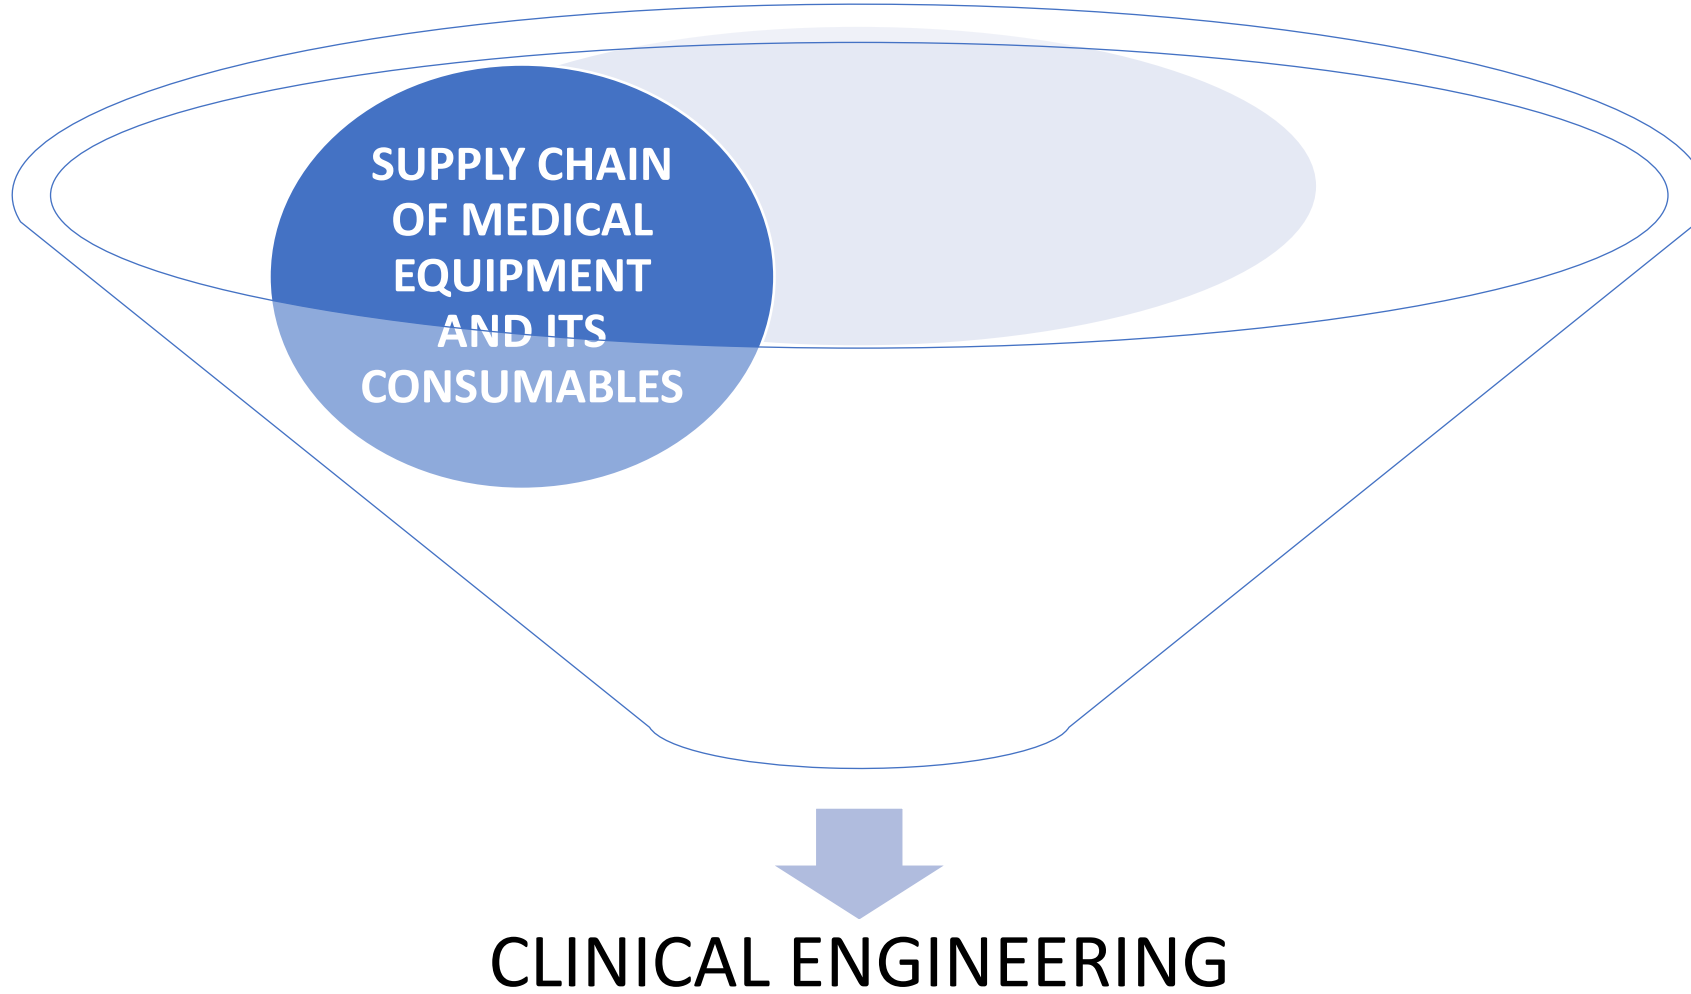 SUPPLY CHAIN
OF MEDICAL
EQUIPMENT
AND ITS
CONSUMABLES
CLINICAL ENGINEERING